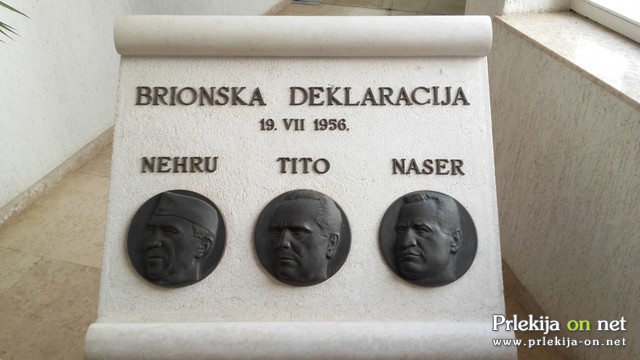 BRIONSKA DEKLARACIJA
19. VII 1956.
NEHRU TITO NASER
Prlekija on net
www.prlekija-on.net